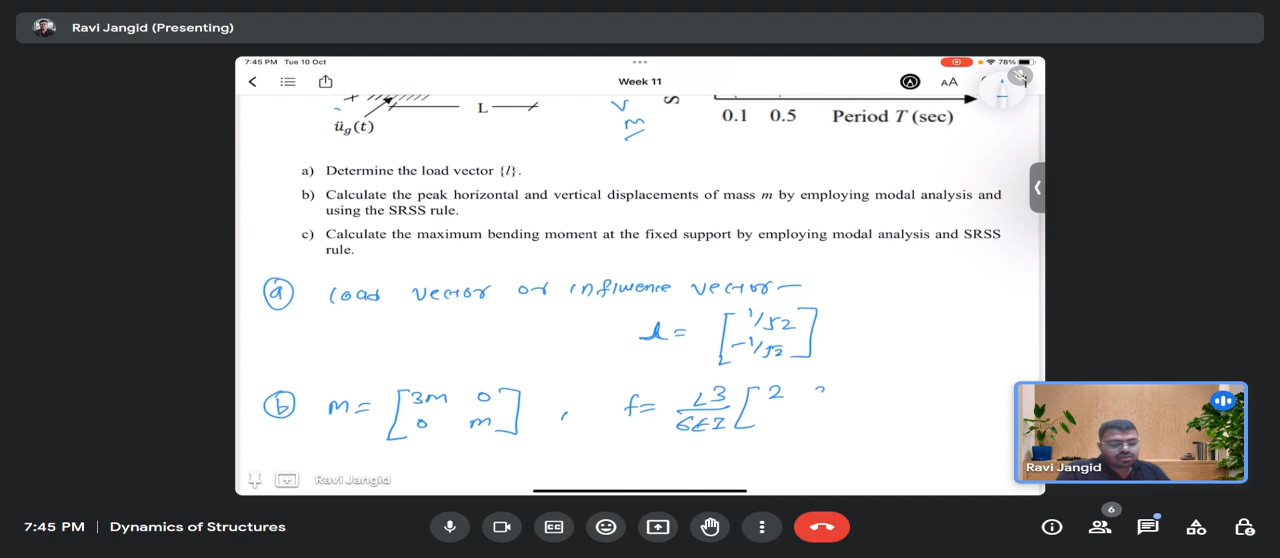 Ravi Jangid (Presenting)
7:45 PM Tue 10 Oct
78%
Week 11
AA
L
üg(t)
V
m
S
0.1 0.5 Period T (sec)
a) Determine the load vector {l}.
b) Calculate the peak horizontal and vertical displacements of mass m by employing modal analysis and
using the SRSS rule.
c) Calculate the maximum bending moment at the fixed support by employing modal analysis and SRSS
rule.
a load vector or influence vector -
l = [1/√2
-1/√2]
b m = [3m 0
0 m] , f = L3/6EI [2
Ravi Jangid
Ravi Jangid
7:45 PM | Dynamics of Structures
CC
6